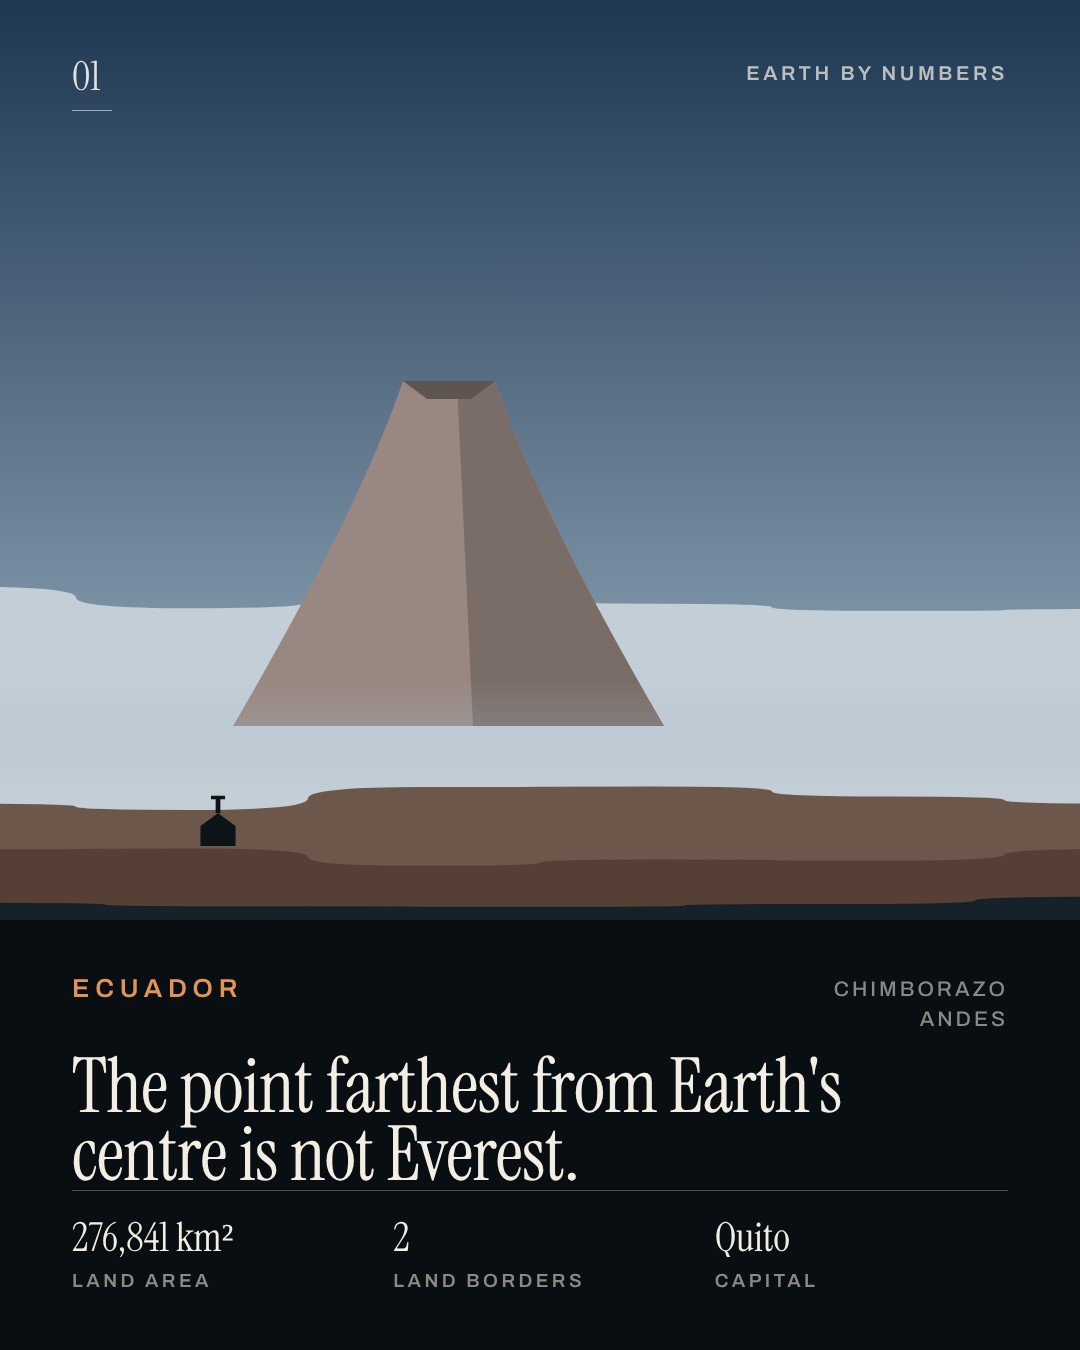 01
EARTH BY NUMBERS
ECUADOR
CHIMBORAZO
ANDES
The point farthest from Earth's
centre is not Everest.
276,841 km²
LAND AREA
2
LAND BORDERS
Quito
CAPITAL